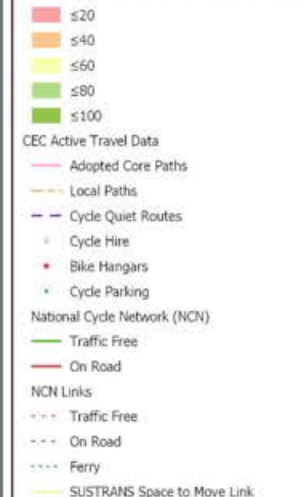 ≤20
≤40
≤60
≤80
≤100
CEC Active Travel Data
Adopted Core Paths
Local Paths
Cycle Quiet Routes
Cycle Hire
Bike Hangars
Cycle Parking
National Cycle Network (NCN)
Traffic Free
On Road
NCN Links
Traffic Free
On Road
Ferry
SUSTRANS Space to Move Link